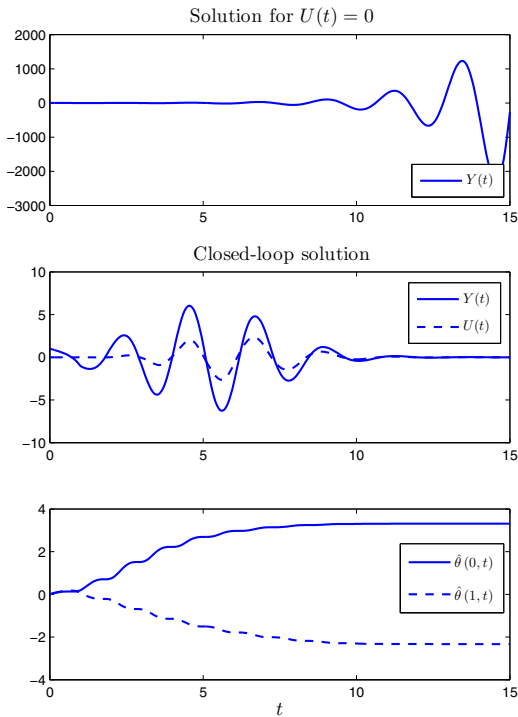 Solution for U(t) = 0
2000
1000
0
−1000
−2000
−3000
Y(t)
0 5 10 15
Closed-loop solution
10
5
0
−5
−10
Y(t)
U(t)
0 5 10 15
4
2
0
−2
−4
θ̂(0, t)
θ̂(1, t)
0 5 10 15
t